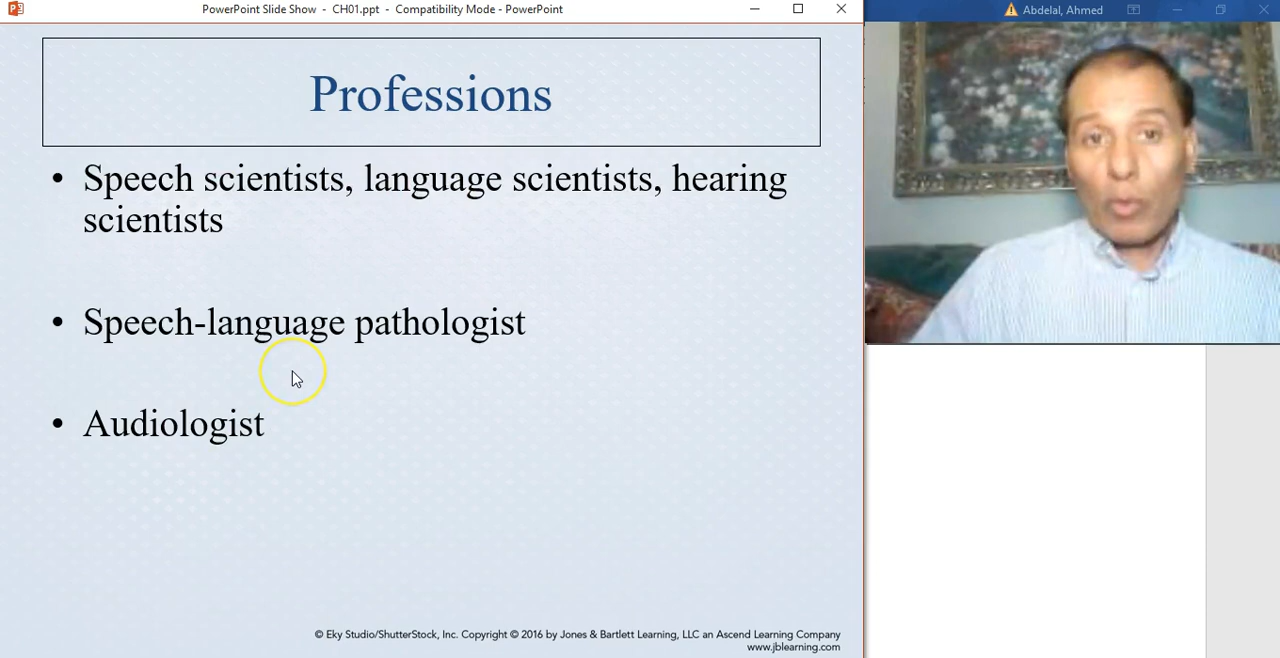 PowerPoint Slide Show - CH01.ppt - Compatibility Mode - PowerPoint
Abdelal, Ahmed
Professions
• Speech scientists, language scientists, hearing
scientists
• Speech-language pathologist
• Audiologist
© Eky Studio/ShutterStock, Inc. Copyright © 2016 by Jones & Bartlett Learning, LLC an Ascend Learning Company
www.jblearning.com